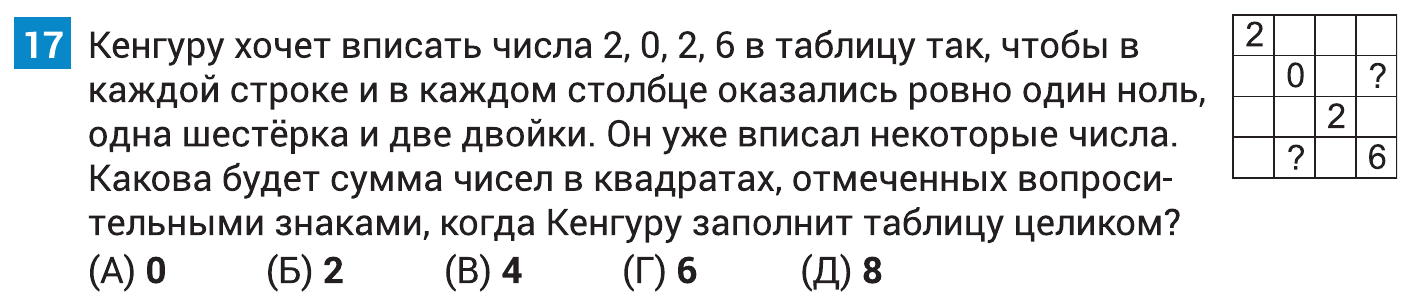 17 Кенгуру хочет вписать числа 2, 0, 2, 6 в таблицу так, чтобы в
каждой строке и в каждом столбце оказались ровно один ноль,
одна шестёрка и две двойки. Он уже вписал некоторые числа.
Какова будет сумма чисел в квадратах, отмеченных вопроси-
тельными знаками, когда Кенгуру заполнит таблицу целиком?
(А) 0 (Б) 2 (В) 4 (Г) 6 (Д) 8
2
0 ?
2
? 6